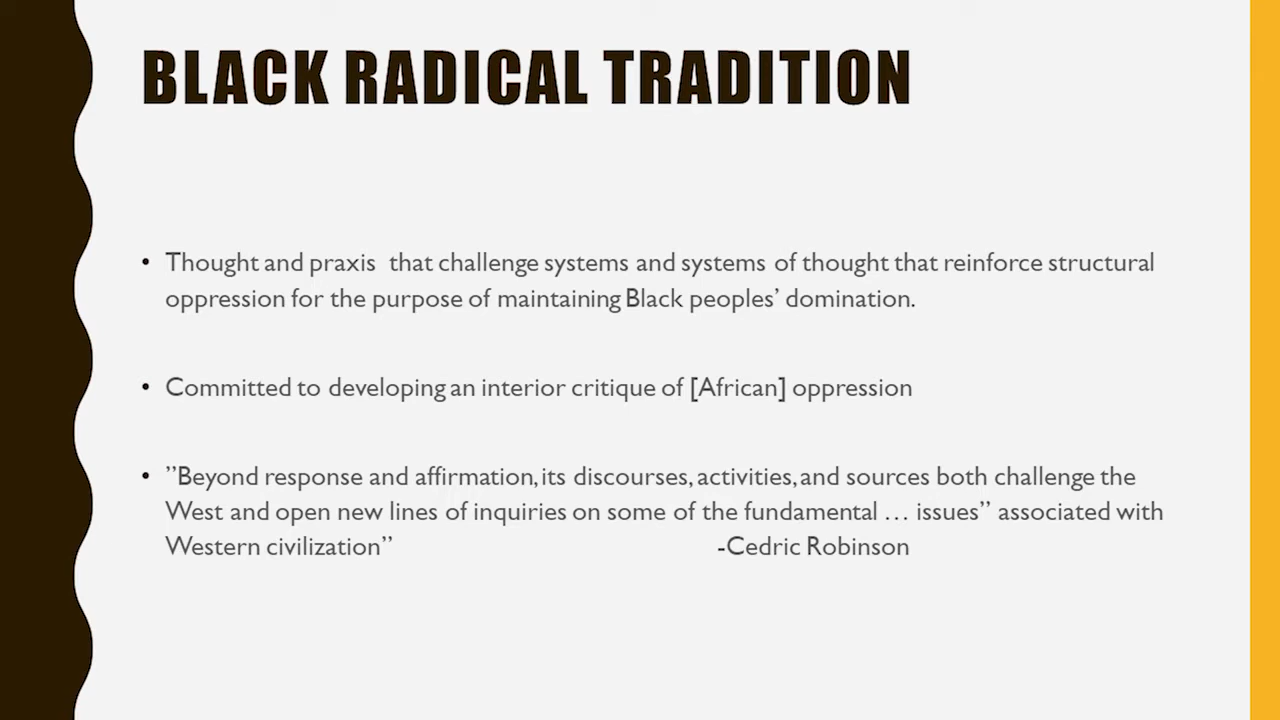 BLACK RADICAL TRADITION
• Thought and praxis that challenge systems and systems of thought that reinforce structural
oppression for the purpose of maintaining Black peoples’ domination.
• Committed to developing an interior critique of [African] oppression
• ”Beyond response and affirmation, its discourses, activities, and sources both challenge the
West and open new lines of inquiries on some of the fundamental … issues” associated with
Western civilization” -Cedric Robinson